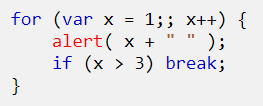 for (var x = 1;; x++) {
    alert( x + " " );
    if (x > 3) break;
}